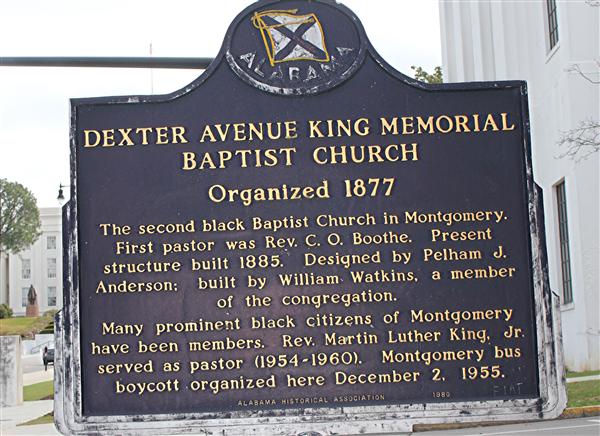 ALABAMA
DEXTER AVENUE KING MEMORIAL
BAPTIST CHURCH
Organized 1877
The second black Baptist Church in Montgomery.
First pastor was Rev. C. O. Boothe. Present
structure built 1885. Designed by Pelham J.
Anderson; built by William Watkins, a member
of the congregation.
Many prominent black citizens of Montgomery
have been members. Rev. Martin Luther King, Jr.
served as pastor (1954-1960). Montgomery bus
boycott organized here December 2, 1955.
ALABAMA HISTORICAL ASSOCIATION 1980